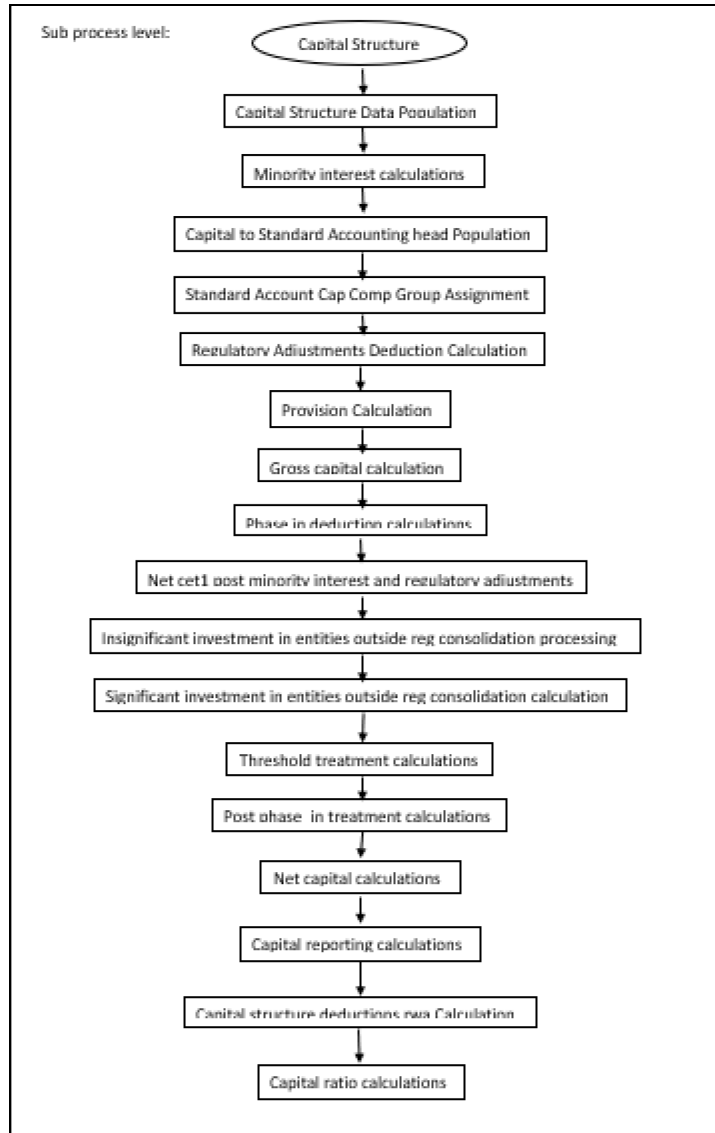 Sub process level:
Capital Structure
Capital Structure Data Population
Minority interest calculations
Capital to Standard Accounting head Population
Standard Account Cap Comp Group Assignment
Regulatory Adjustments Deduction Calculation
Provision Calculation
Gross capital calculation
Phase in deduction calculations
Net cet1 post minority interest and regulatory adjustments
Insignificant investment in entities outside reg consolidation processing
Significant investment in entities outside reg consolidation calculation
Threshold treatment calculations
Post phase in treatment calculations
Net capital calculations
Capital reporting calculations
Capital structure deductions rwa Calculation
Capital ratio calculations